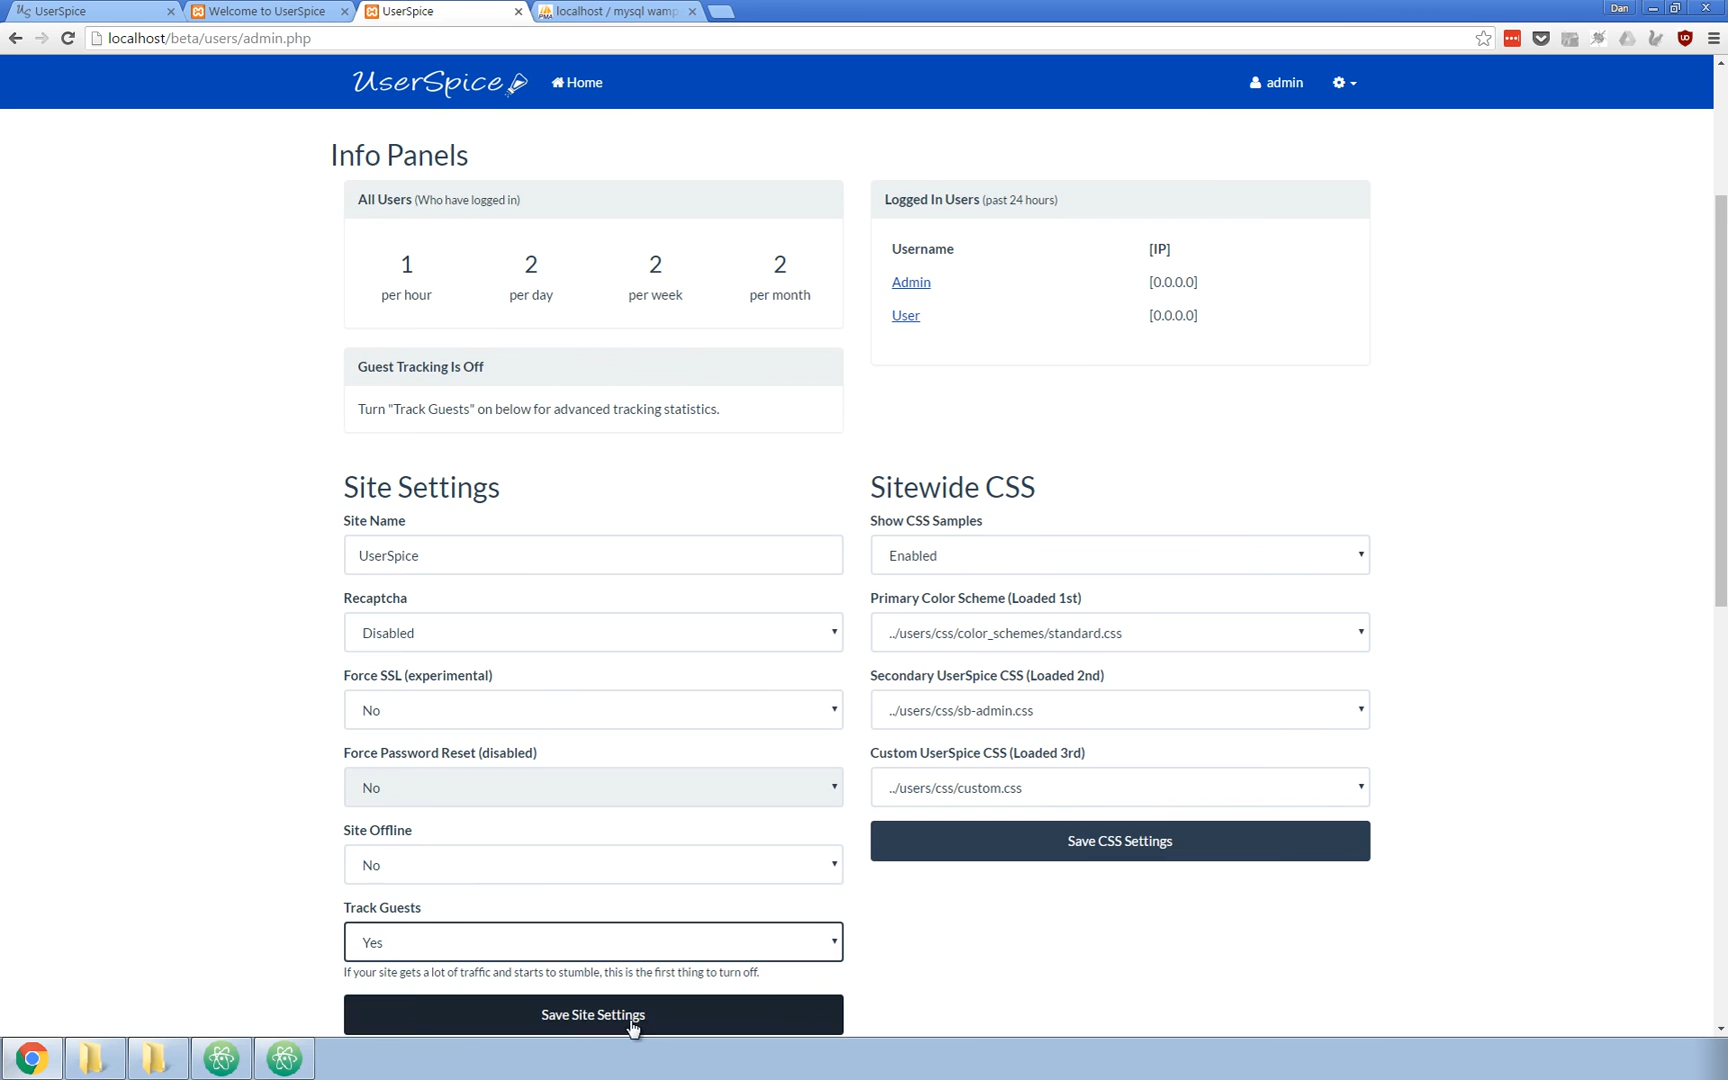 UserSpice
Welcome to UserSpice
UserSpice
localhost / mysql wamp
Dan
localhost/beta/users/admin.php
UserSpice
Home
admin
Info Panels
All Users (Who have logged in)
1
2
2
2
per hour
per day
per week
per month
Logged In Users (past 24 hours)
Username
[IP]
Admin
[0.0.0.0]
User
[0.0.0.0]
Guest Tracking Is Off
Turn "Track Guests" on below for advanced tracking statistics.
Site Settings
Site Name
UserSpice
Recaptcha
Disabled
Force SSL (experimental)
No
Force Password Reset (disabled)
No
Site Offline
No
Track Guests
Yes
If your site gets a lot of traffic and starts to stumble, this is the first thing to turn off.
Save Site Settings
Sitewide CSS
Show CSS Samples
Enabled
Primary Color Scheme (Loaded 1st)
../users/css/color_schemes/standard.css
Secondary UserSpice CSS (Loaded 2nd)
../users/css/sb-admin.css
Custom UserSpice CSS (Loaded 3rd)
../users/css/custom.css
Save CSS Settings